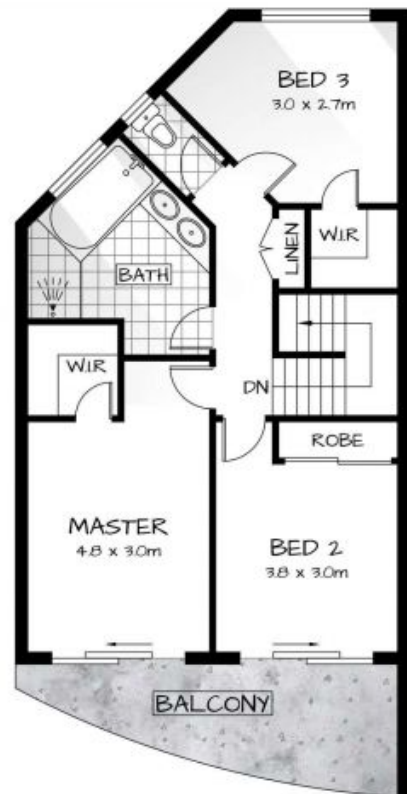 BED 3
3.0 x 2.7m
LINEN
W.I.R
BATH
W.I.R
DN
ROBE
MASTER
4.8 x 3.0m
BED 2
3.8 x 3.0m
BALCONY